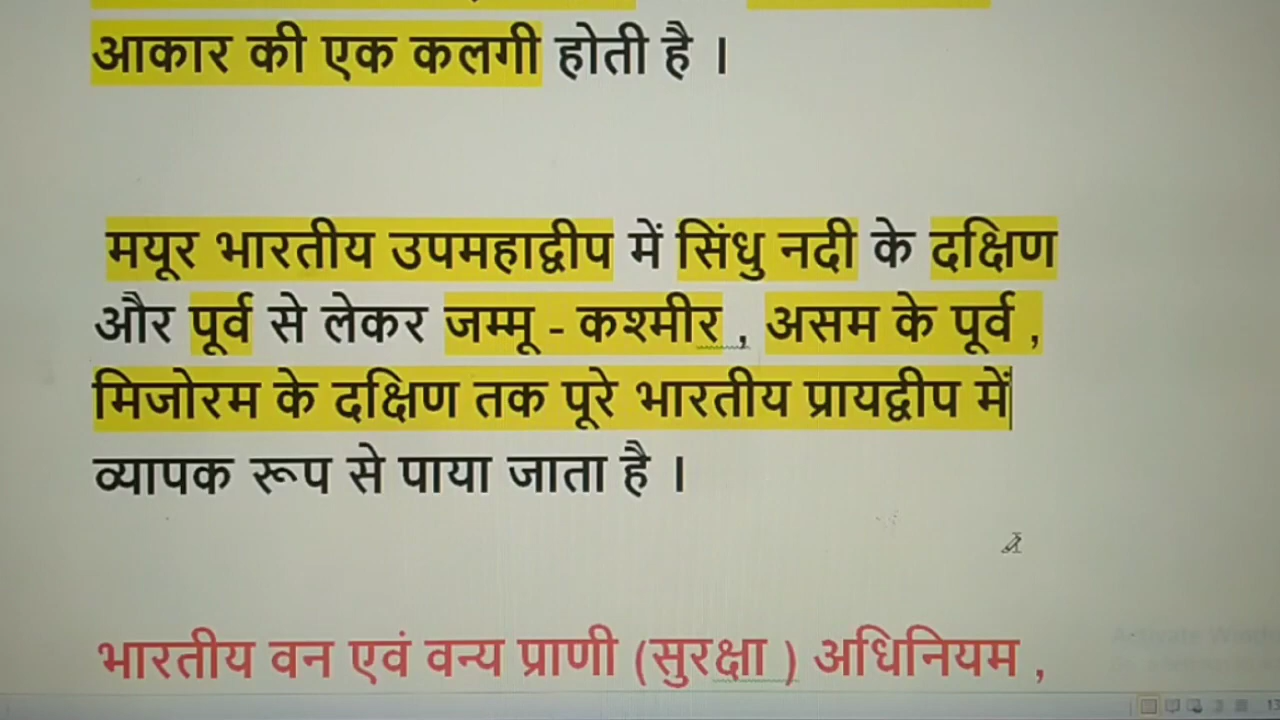 आकार की एक कलगी होती है ।
मयूर भारतीय उपमहाद्वीप में सिंधु नदी के दक्षिण
और पूर्व से लेकर जम्मू - कश्मीर , असम के पूर्व ,
मिजोरम के दक्षिण तक पूरे भारतीय प्रायद्वीप में
व्यापक रूप से पाया जाता है ।
भारतीय वन एवं वन्य प्राणी (सुरक्षा ) अधिनियम ,